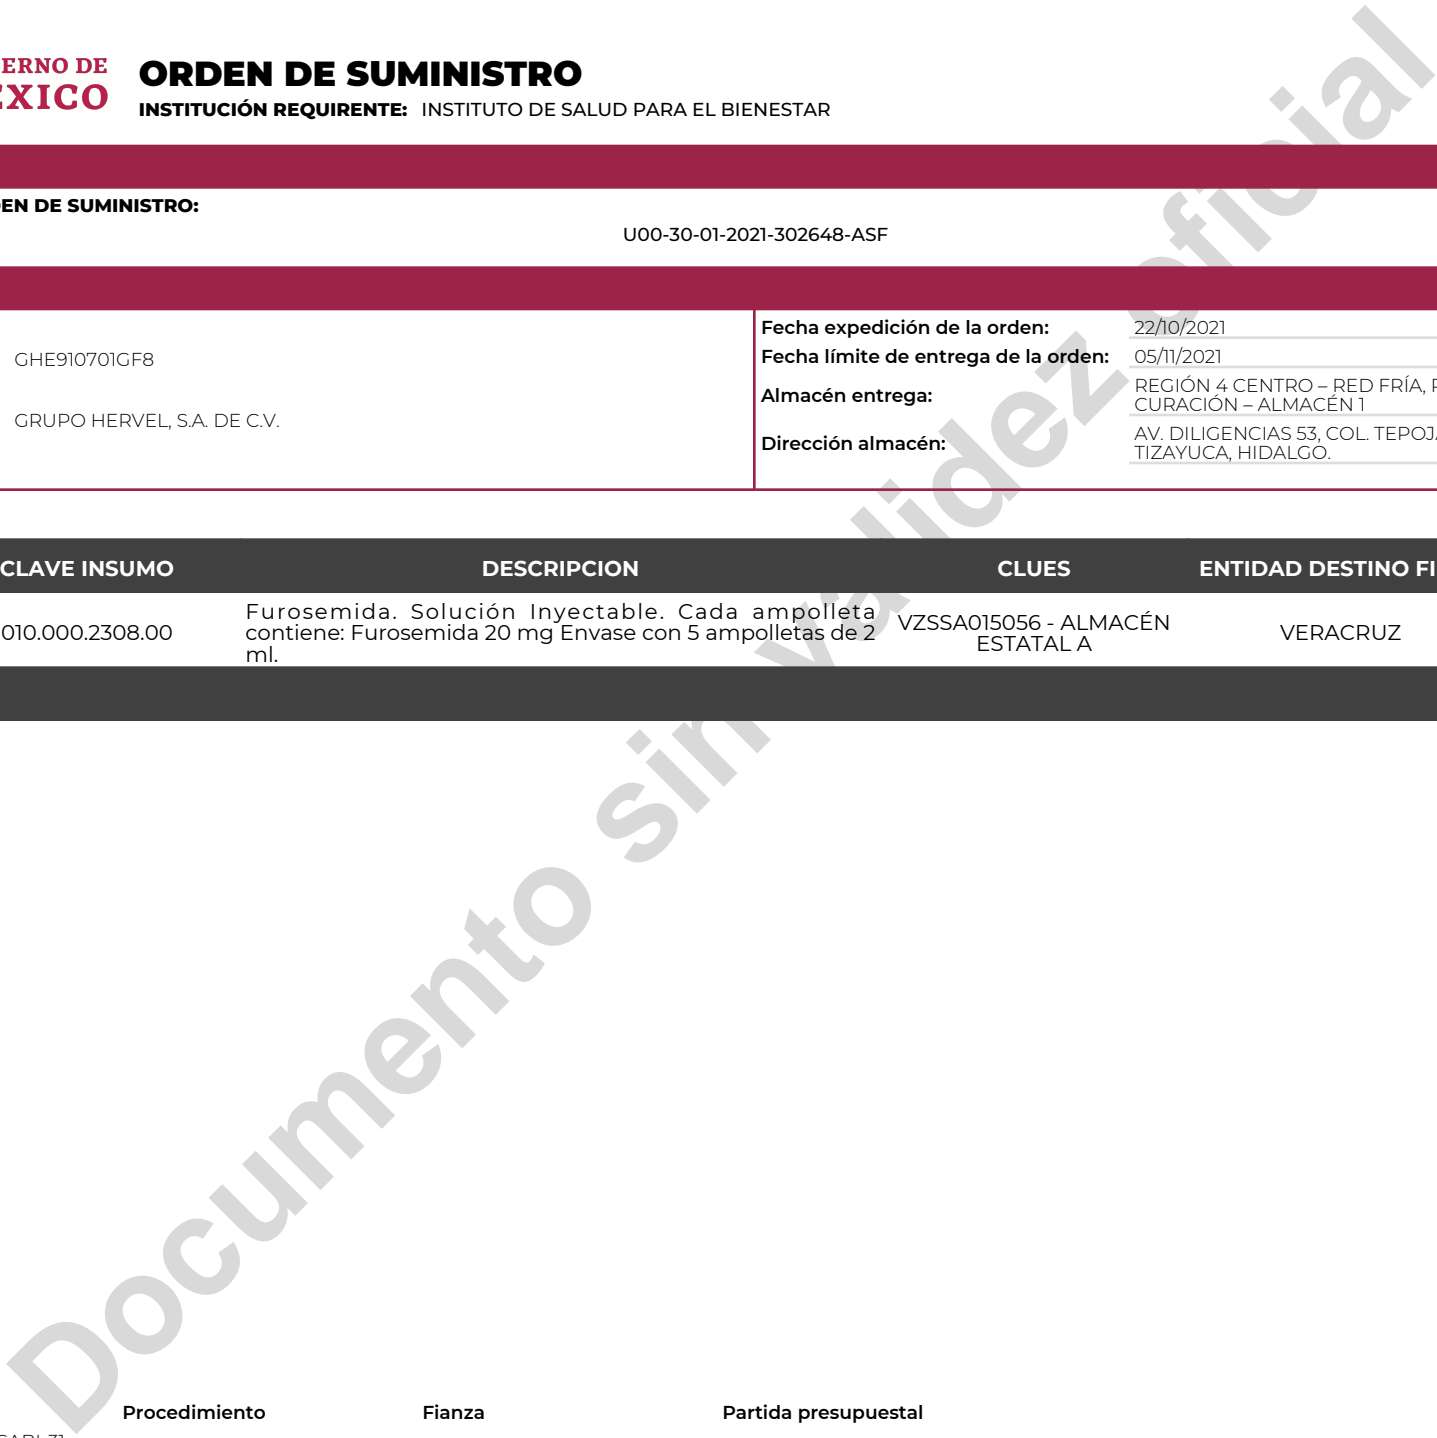 ERNO DE
ÉXICO
ORDEN DE SUMINISTRO
INSTITUCIÓN REQUIRENTE: INSTITUTO DE SALUD PARA EL BIENESTAR
EN DE SUMINISTRO:
U00-30-01-2021-302648-ASF
GHE910701GF8
GRUPO HERVEL, S.A. DE C.V.
Fecha expedición de la orden: 22/10/2021
Fecha límite de entrega de la orden: 05/11/2021
Almacén entrega: REGIÓN 4 CENTRO – RED FRÍA,
CURACIÓN – ALMACÉN 1
Dirección almacén: AV. DILIGENCIAS 53, COL. TEPOJ
TIZAYUCA, HIDALGO.
CLAVE INSUMO DESCRIPCION CLUES ENTIDAD DESTINO FI
010.000.2308.00 Furosemida. Solución Inyectable. Cada ampolleta
contiene: Furosemida 20 mg Envase con 5 ampolletas de 2
ml.
VZSSA015056 - ALMACÉN
ESTATAL A
VERACRUZ
Documento sin validez oficial
Procedimiento Fianza Partida presupuestal